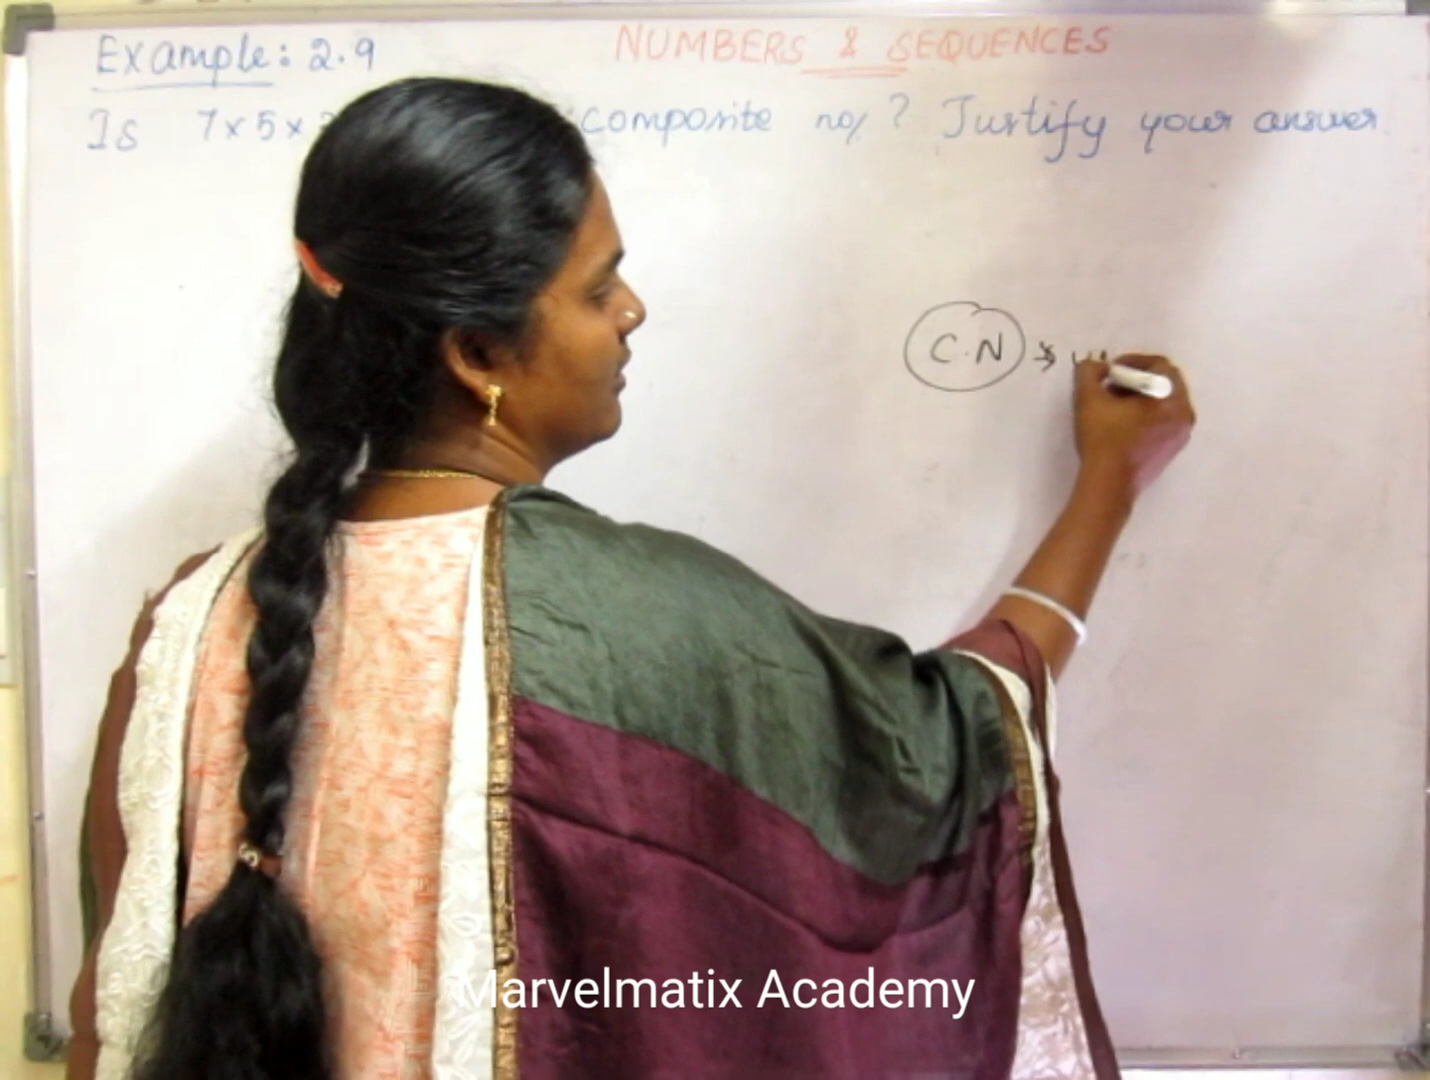 Example: 2.9
NUMBERS & SEQUENCES
Is 7 × 5 × composite no/. ? Justify your answer.
C.N
Marvelmatix Academy